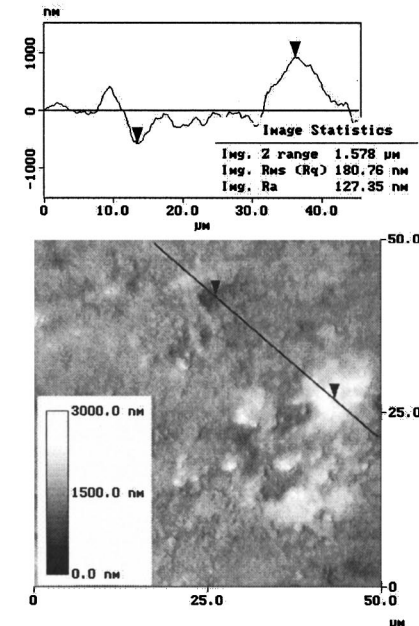 nm
1000
0
-1000
Image Statistics
Img. Z range 1.578 µm
Img. Rms (Rq) 180.76 nm
Img. Ra 127.35 nm
0 10.0 20.0 30.0 40.0
µm
50.0
3000.0 nm
25.0
1500.0 nm
0.0 nm
0
0 25.0 50.0
µm